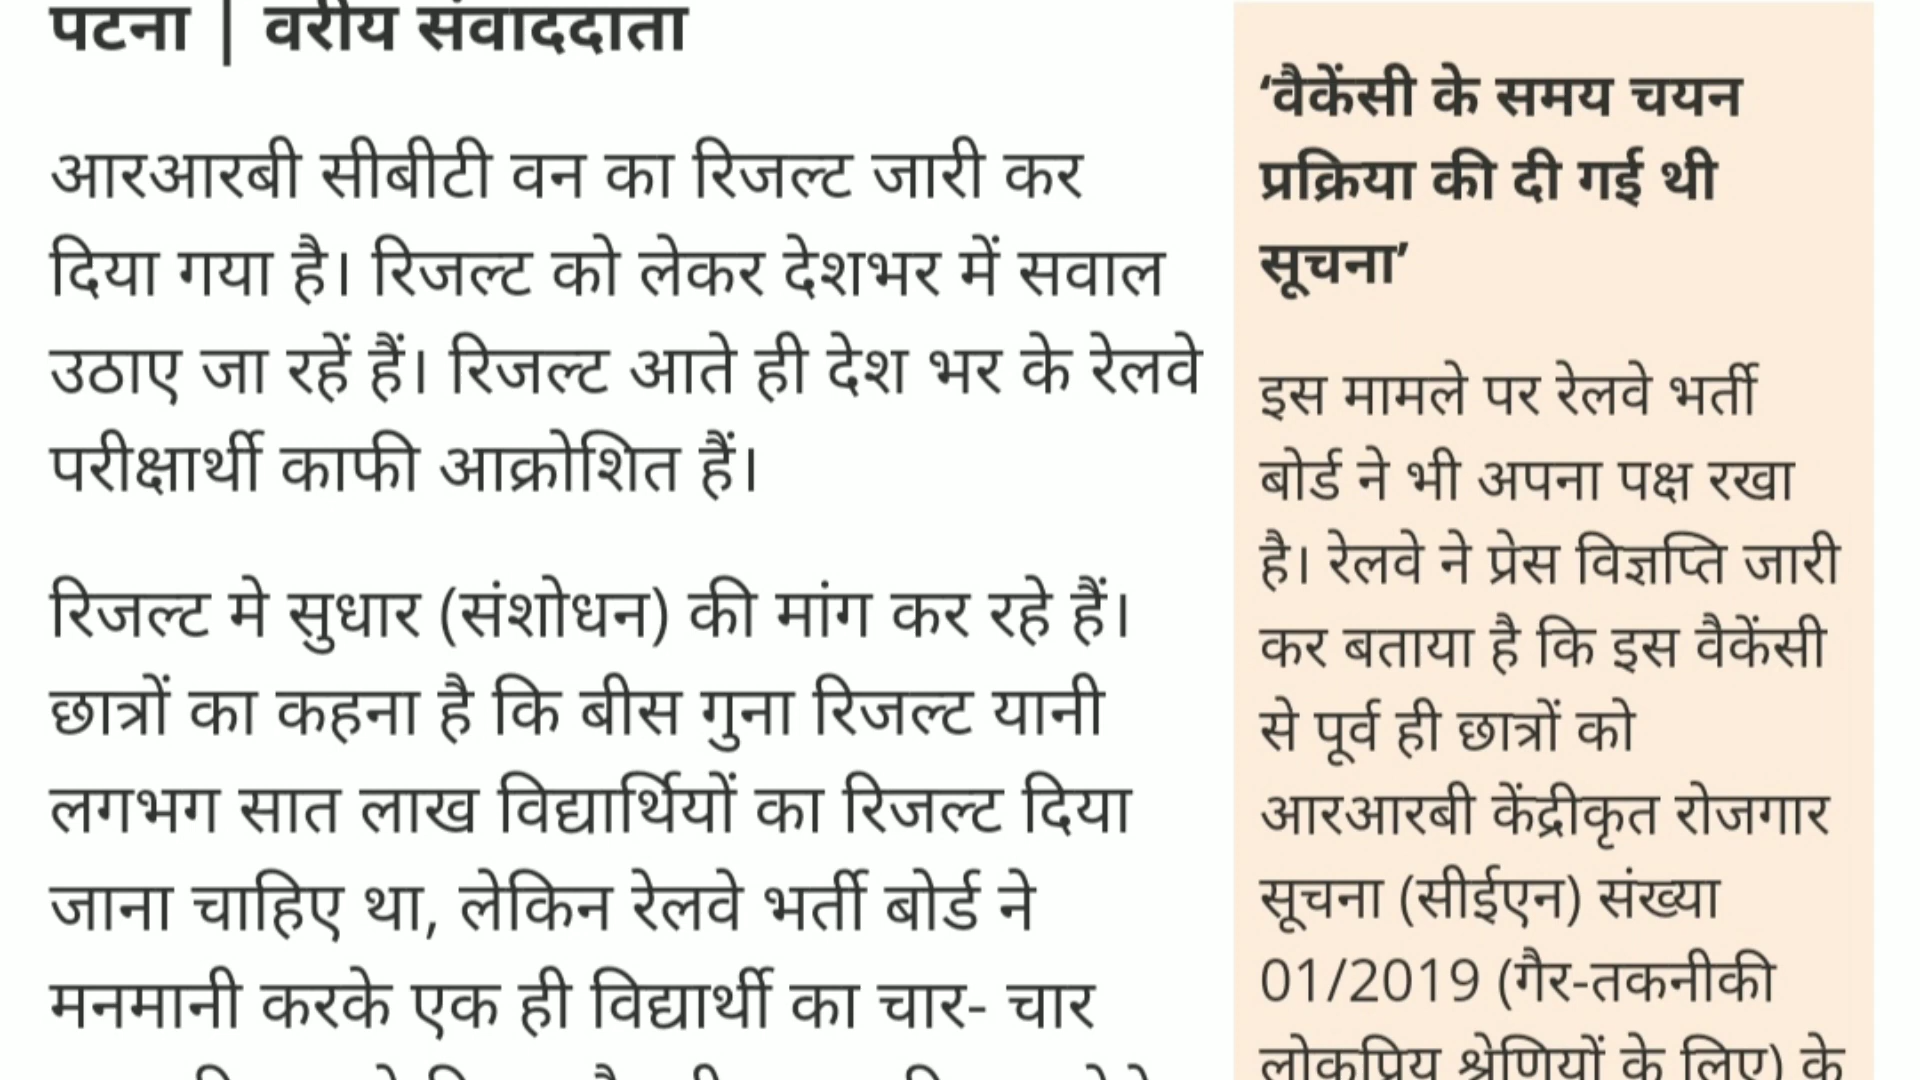 पटना | वरीय संवाददाता
आरआरबी सीबीटी वन का रिजल्ट जारी कर
दिया गया है। रिजल्ट को लेकर देशभर में सवाल
उठाए जा रहें हैं। रिजल्ट आते ही देश भर के रेलवे
परीक्षार्थी काफी आक्रोशित हैं।
रिजल्ट मे सुधार (संशोधन) की मांग कर रहे हैं।
छात्रों का कहना है कि बीस गुना रिजल्ट यानी
लगभग सात लाख विद्यार्थियों का रिजल्ट दिया
जाना चाहिए था, लेकिन रेलवे भर्ती बोर्ड ने
मनमानी करके एक ही विद्यार्थी का चार- चार
‘वैकेंसी के समय चयन
प्रक्रिया की दी गई थी
सूचना’
इस मामले पर रेलवे भर्ती
बोर्ड ने भी अपना पक्ष रखा
है। रेलवे ने प्रेस विज्ञप्ति जारी
कर बताया है कि इस वैकेंसी
से पूर्व ही छात्रों को
आरआरबी केंद्रीकृत रोजगार
सूचना (सीईएन) संख्या
01/2019 (गैर-तकनीकी
लोकप्रिय श्रेणियों के लिए) के